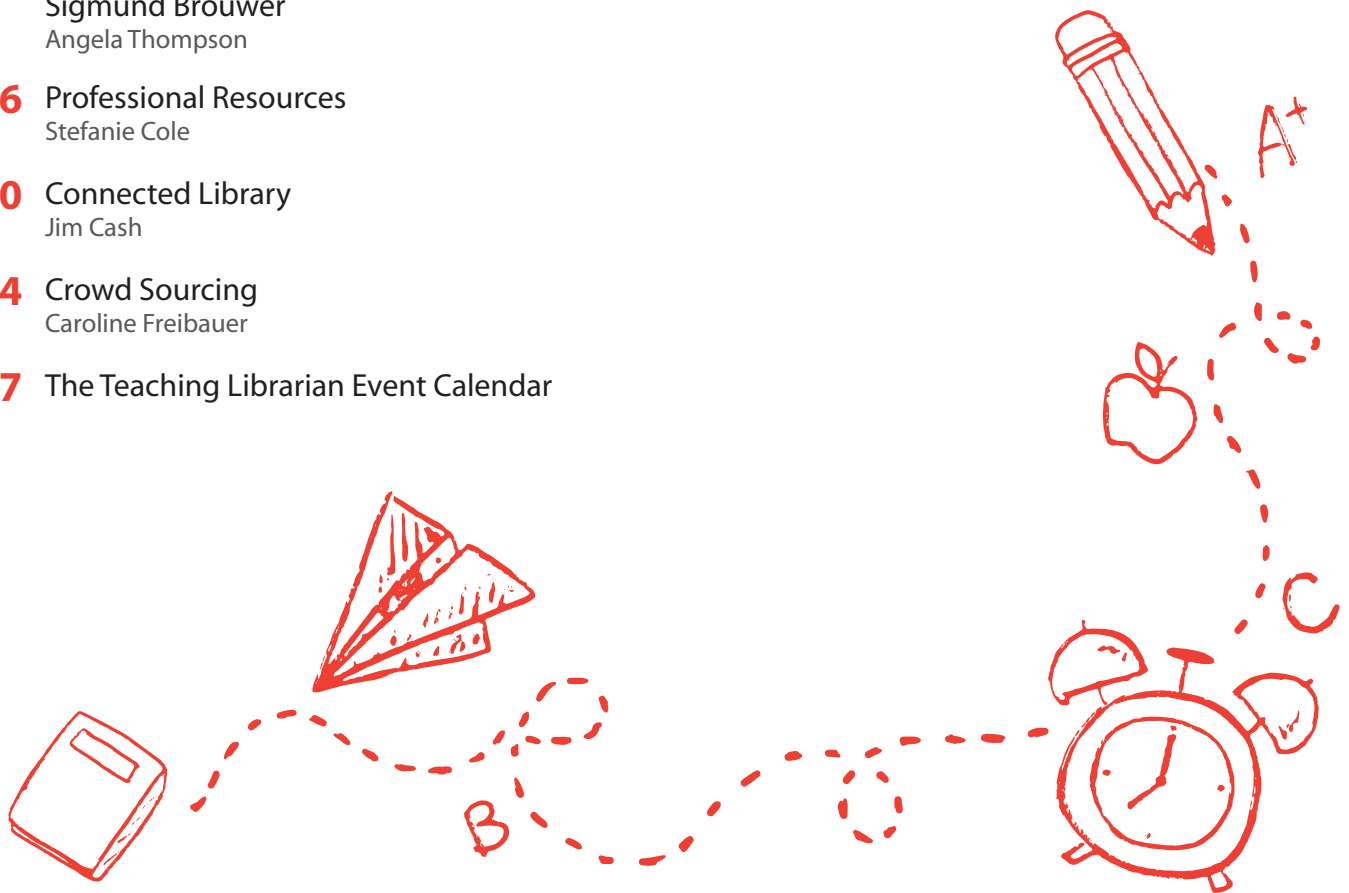 Sigmund Brouwer
Angela Thompson
6 Professional Resources
Stefanie Cole
0 Connected Library
Jim Cash
4 Crowd Sourcing
Caroline Freibauer
7 The Teaching Librarian Event Calendar
A+
C
B